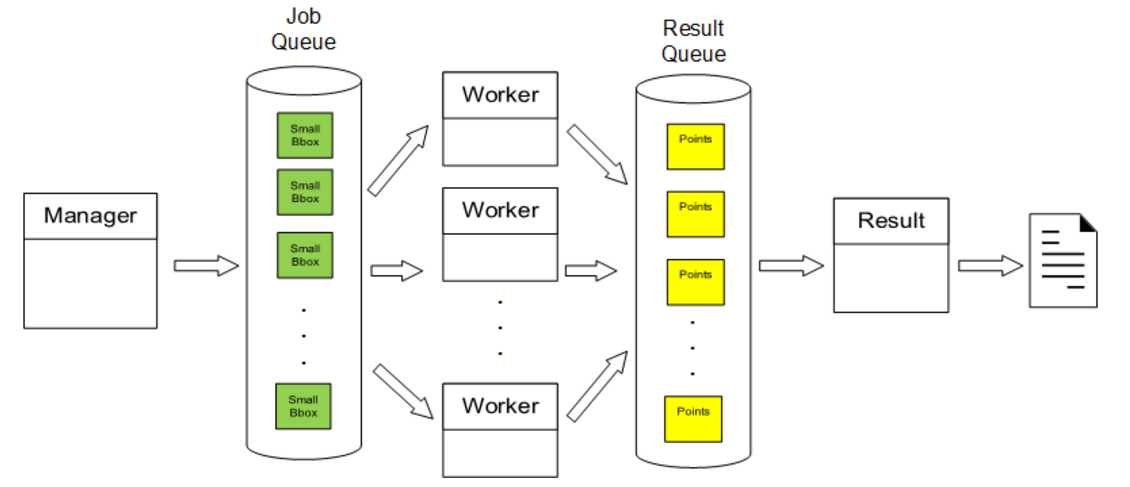 Job
Queue
Result
Queue
Manager
Small
Bbox
Small
Bbox
Small
Bbox
Small
Bbox
Worker
Worker
Worker
Points
Points
Points
Points
Result